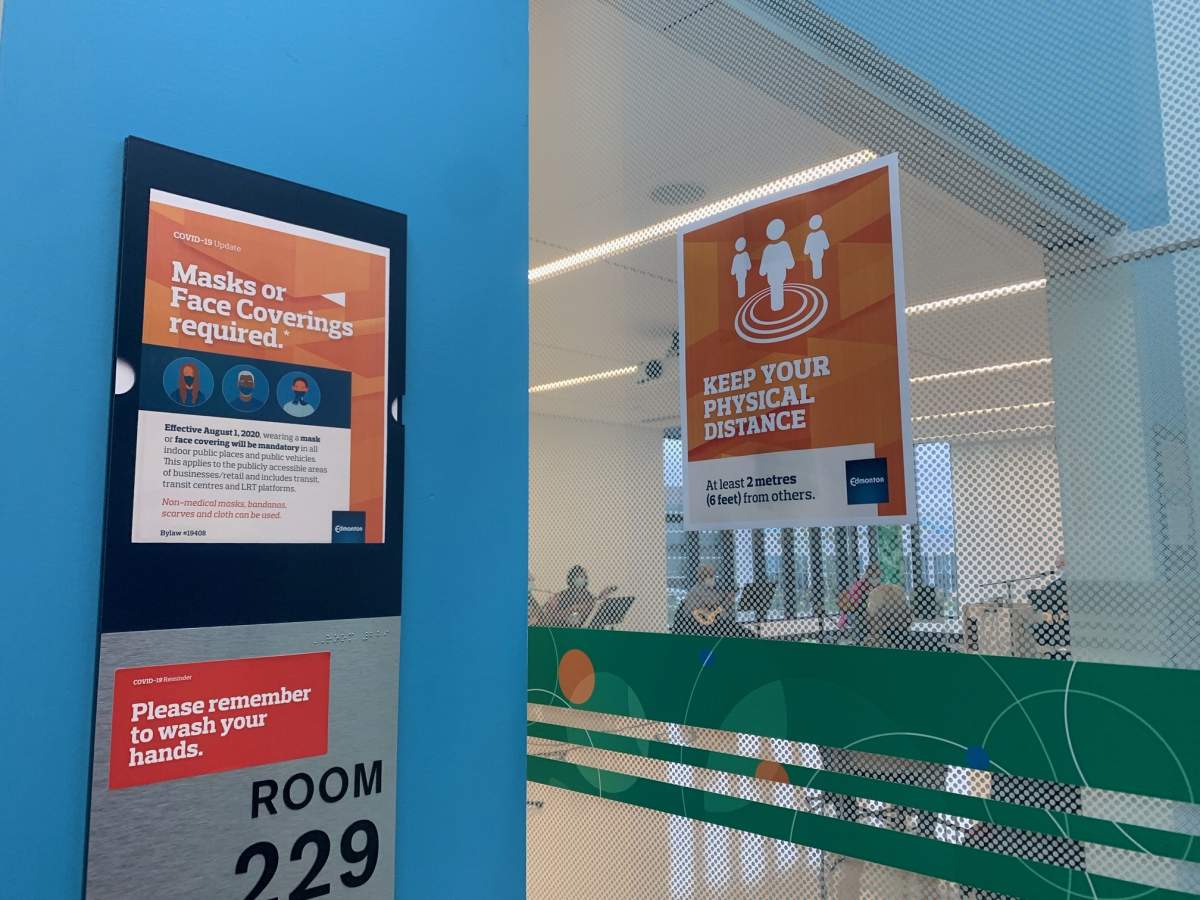 COVID-19 Update
Masks or
Face Coverings
required.*
Effective August 1, 2020, wearing a mask
or face covering will be mandatory in all
indoor public places and public vehicles.
This applies to the publicly accessible areas
of businesses/retail and includes transit,
transit centres and LRT platforms.
Non-medical masks, bandanas,
scarves and cloth can be used.
Bylaw #19408
Edmonton
COVID-19 Reminder
Please remember
to wash your
hands.
ROOM
229
KEEP YOUR
PHYSICAL
DISTANCE
At least 2 metres
(6 feet) from others.
Edmonton